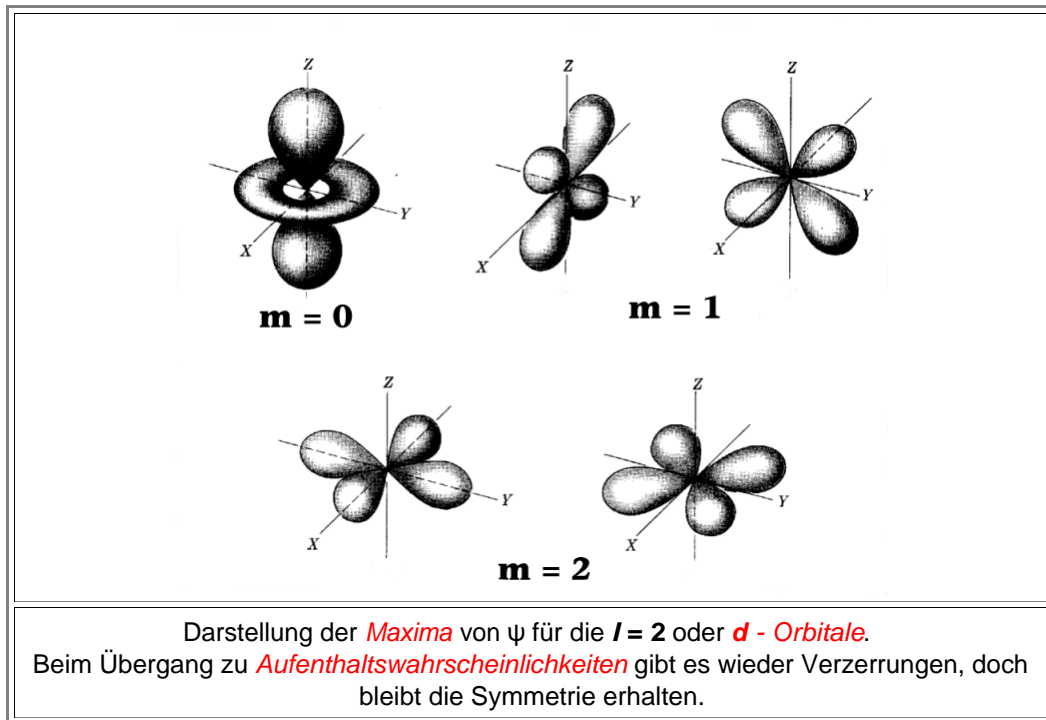 Z
Y
X
m = 0
Z
Y
X
Z
Y
X
m = 1
Z
Y
X
Z
Y
X
m = 2
Darstellung der Maxima von ψ für die l = 2 oder d - Orbitale.
Beim Übergang zu Aufenthaltswahrscheinlichkeiten gibt es wieder Verzerrungen, doch
bleibt die Symmetrie erhalten.